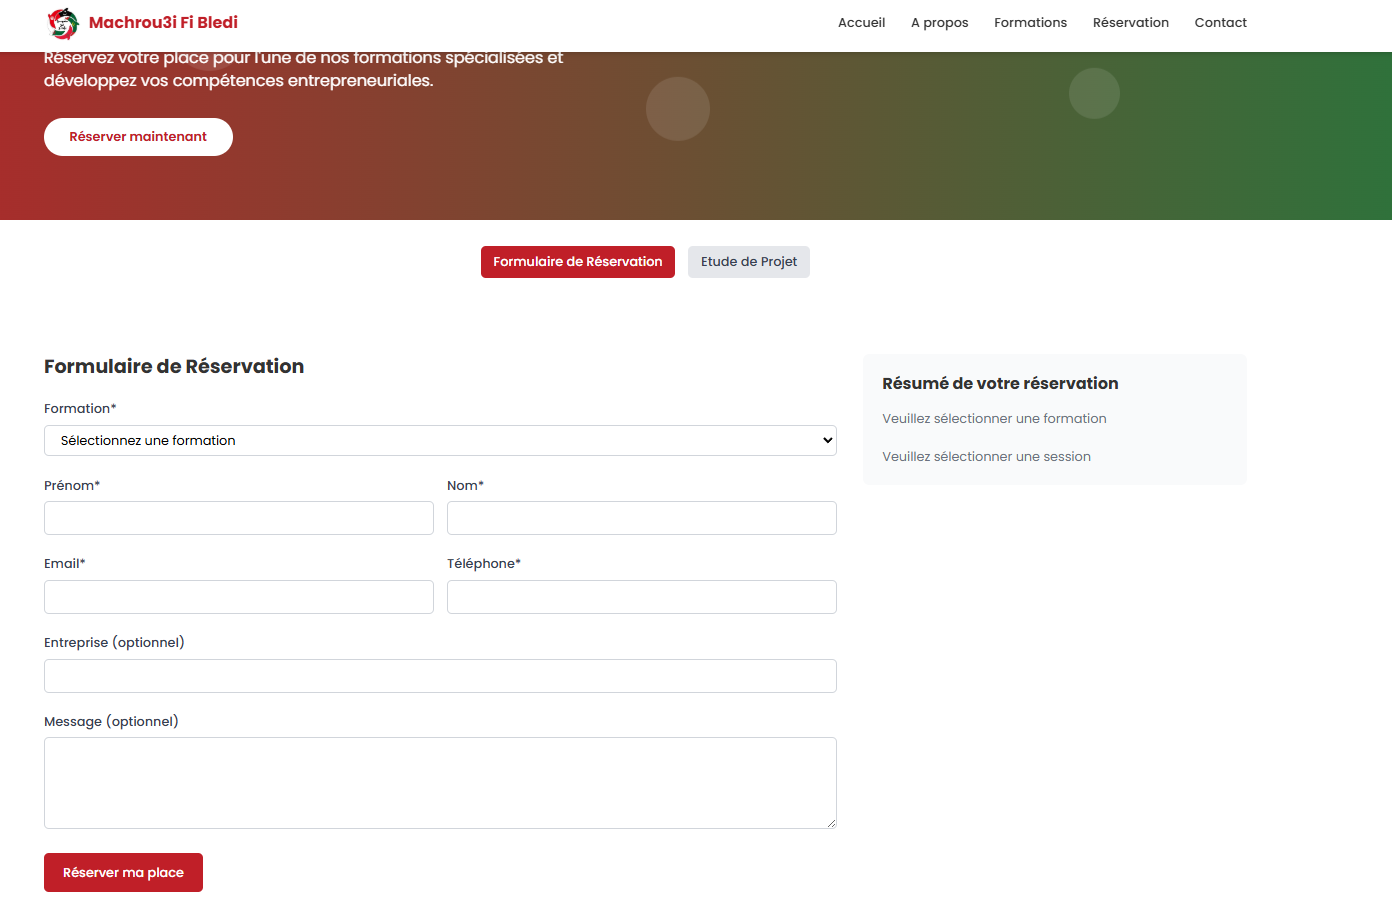 Machrou3i Fi Bledi
Accueil
A propos
Formations
Réservation
Contact
Réservez votre place pour l'une de nos formations spécialisées et
développez vos compétences entrepreneuriales.
Réserver maintenant
Formulaire de Réservation
Etude de Projet
Formulaire de Réservation
Formation*
Sélectionnez une formation
Prénom*
Nom*
Email*
Téléphone*
Entreprise (optionnel)
Message (optionnel)
Réserver ma place
Résumé de votre réservation
Veuillez sélectionner une formation
Veuillez sélectionner une session